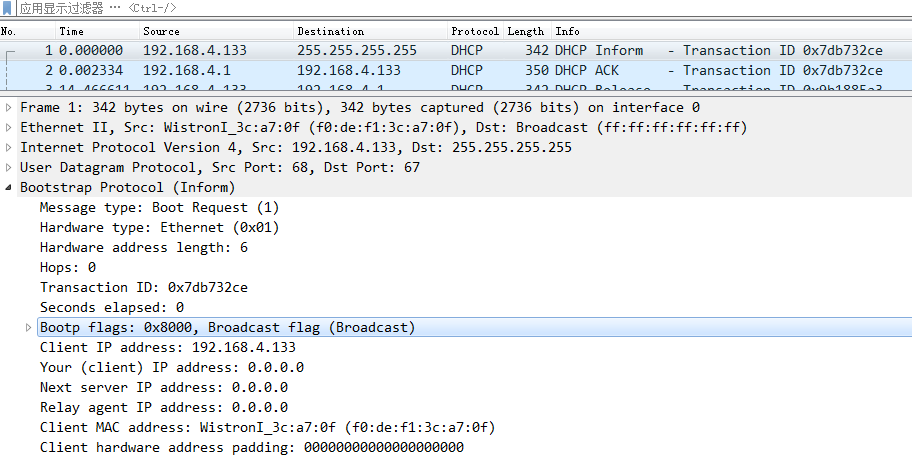 应用显示过滤器 … <Ctrl-/>
No. Time Source Destination Protocol Length Info
1 0.000000 192.168.4.133 255.255.255.255 DHCP 342 DHCP Inform - Transaction ID 0x7db732ce
2 0.002334 192.168.4.1 192.168.4.133 DHCP 350 DHCP ACK - Transaction ID 0x7db732ce
3 14.466611 192.168.4.133 192.168.4.1 DHCP 342 DHCP Release - Transaction ID 0x9b1885a3
Frame 1: 342 bytes on wire (2736 bits), 342 bytes captured (2736 bits) on interface 0
Ethernet II, Src: WistronI_3c:a7:0f (f0:de:f1:3c:a7:0f), Dst: Broadcast (ff:ff:ff:ff:ff:ff)
Internet Protocol Version 4, Src: 192.168.4.133, Dst: 255.255.255.255
User Datagram Protocol, Src Port: 68, Dst Port: 67
Bootstrap Protocol (Inform)
Message type: Boot Request (1)
Hardware type: Ethernet (0x01)
Hardware address length: 6
Hops: 0
Transaction ID: 0x7db732ce
Seconds elapsed: 0
Bootp flags: 0x8000, Broadcast flag (Broadcast)
Client IP address: 192.168.4.133
Your (client) IP address: 0.0.0.0
Next server IP address: 0.0.0.0
Relay agent IP address: 0.0.0.0
Client MAC address: WistronI_3c:a7:0f (f0:de:f1:3c:a7:0f)
Client hardware address padding: 00000000000000000000